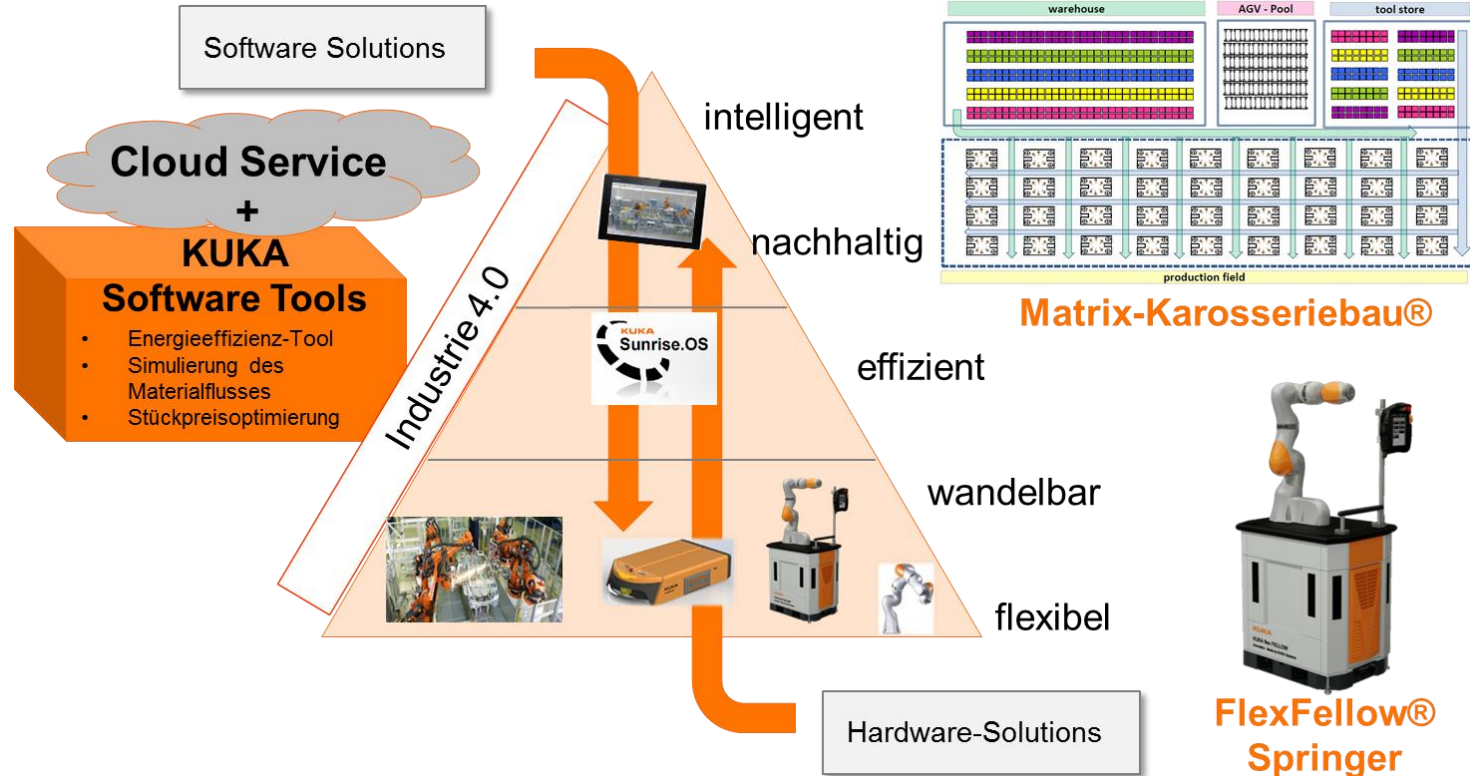 Software Solutions
Cloud Service
+
KUKA
Software Tools
• Energieeffizienz-Tool
• Simulierung des
Materialflusses
• Stückpreisoptimierung
Industrie 4.0
intelligent
nachhaltig
effizient
wandelbar
flexibel
KUKA
Sunrise.OS
KUKA
Hardware-Solutions
warehouse
AGV - Pool
tool store
production field
Matrix-Karosseriebau®
KUKA
FlexFellow®
Springer